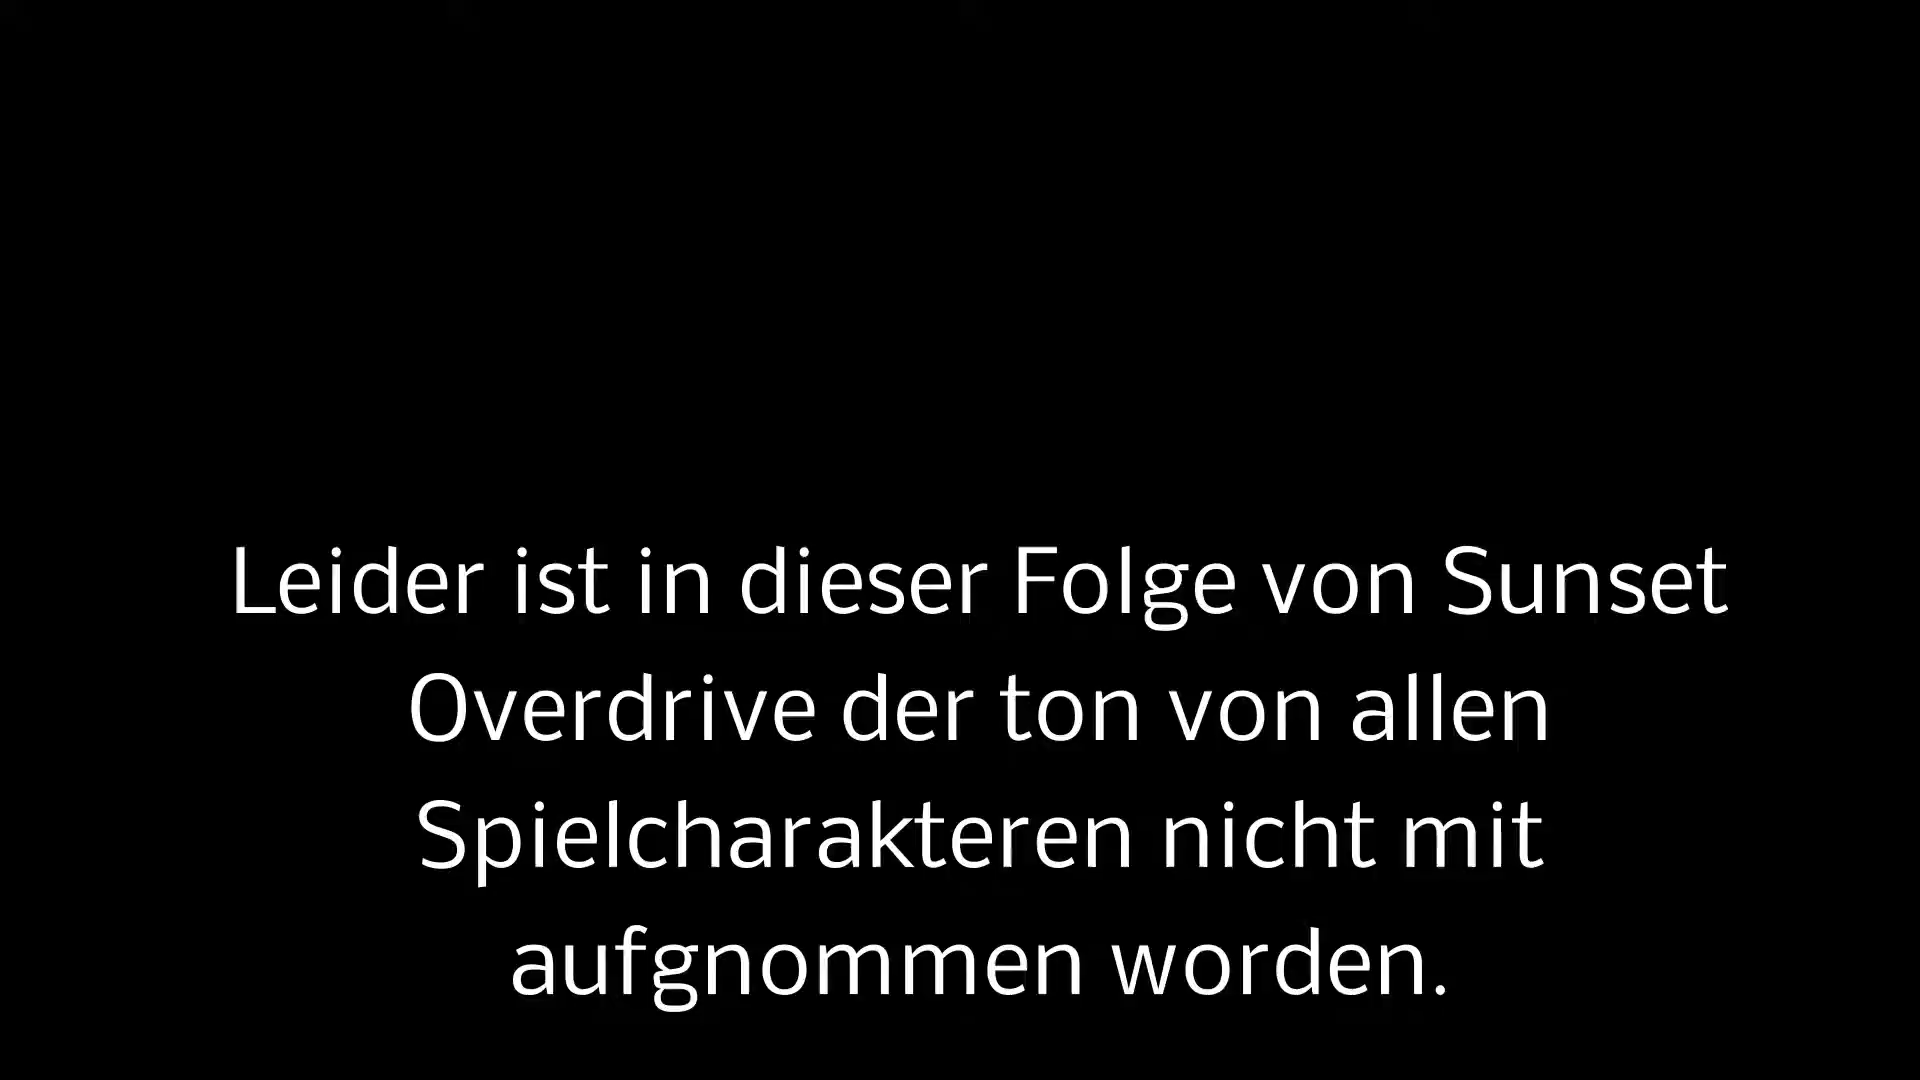 Leider ist in dieser Folge von Sunset
Overdrive der ton von allen
Spielcharakteren nicht mit
aufgnommen worden.